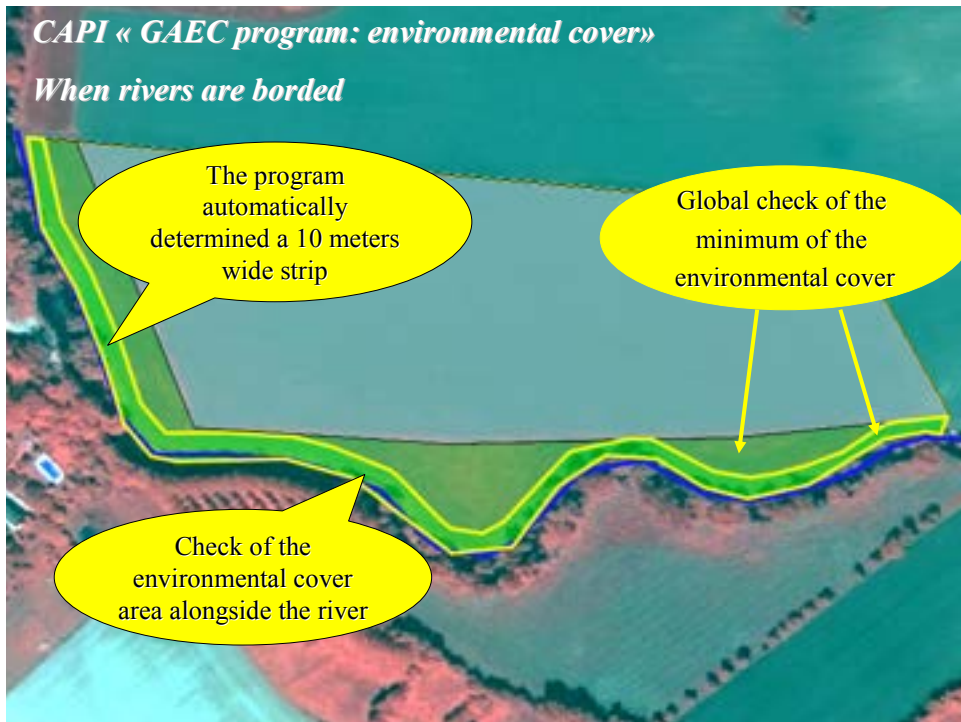 CAPI « GAEC program: environmental cover»
When rivers are borded
The program
automatically
determined a 10 meters
wide strip
Global check of the
minimum of the
environmental cover
Check of the
environmental cover
area alongside the river